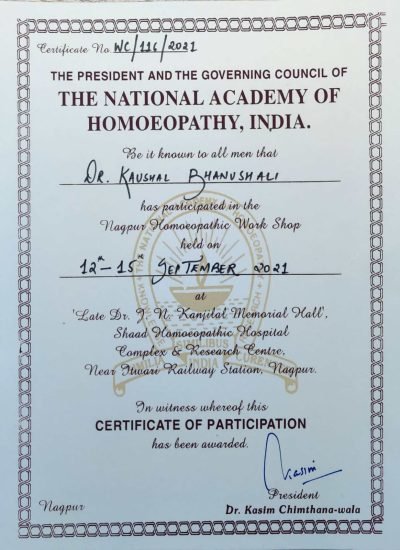 Certificate No. WC/116/2021
THE PRESIDENT AND THE GOVERNING COUNCIL OF
THE NATIONAL ACADEMY OF
HOMOEOPATHY, INDIA.
Be it known to all men that
DR. KAUSHAL BHANUSHALI
has participated in the
Nagpur Homoeopathic Work Shop
held on
12th - 15th SEPTEMBER 2021
at
'Late Dr. J. N. Kanjilal Memorial Hall',
Shaad Homoeopathic Hospital
Complex & Research Centre,
Near Itwari Railway Station, Nagpur.
In witness whereof this
CERTIFICATE OF PARTICIPATION
has been awarded.
Kasim
President
Nagpur
Dr. Kasim Chimthana-wala
SIMILIBUS
INDIA